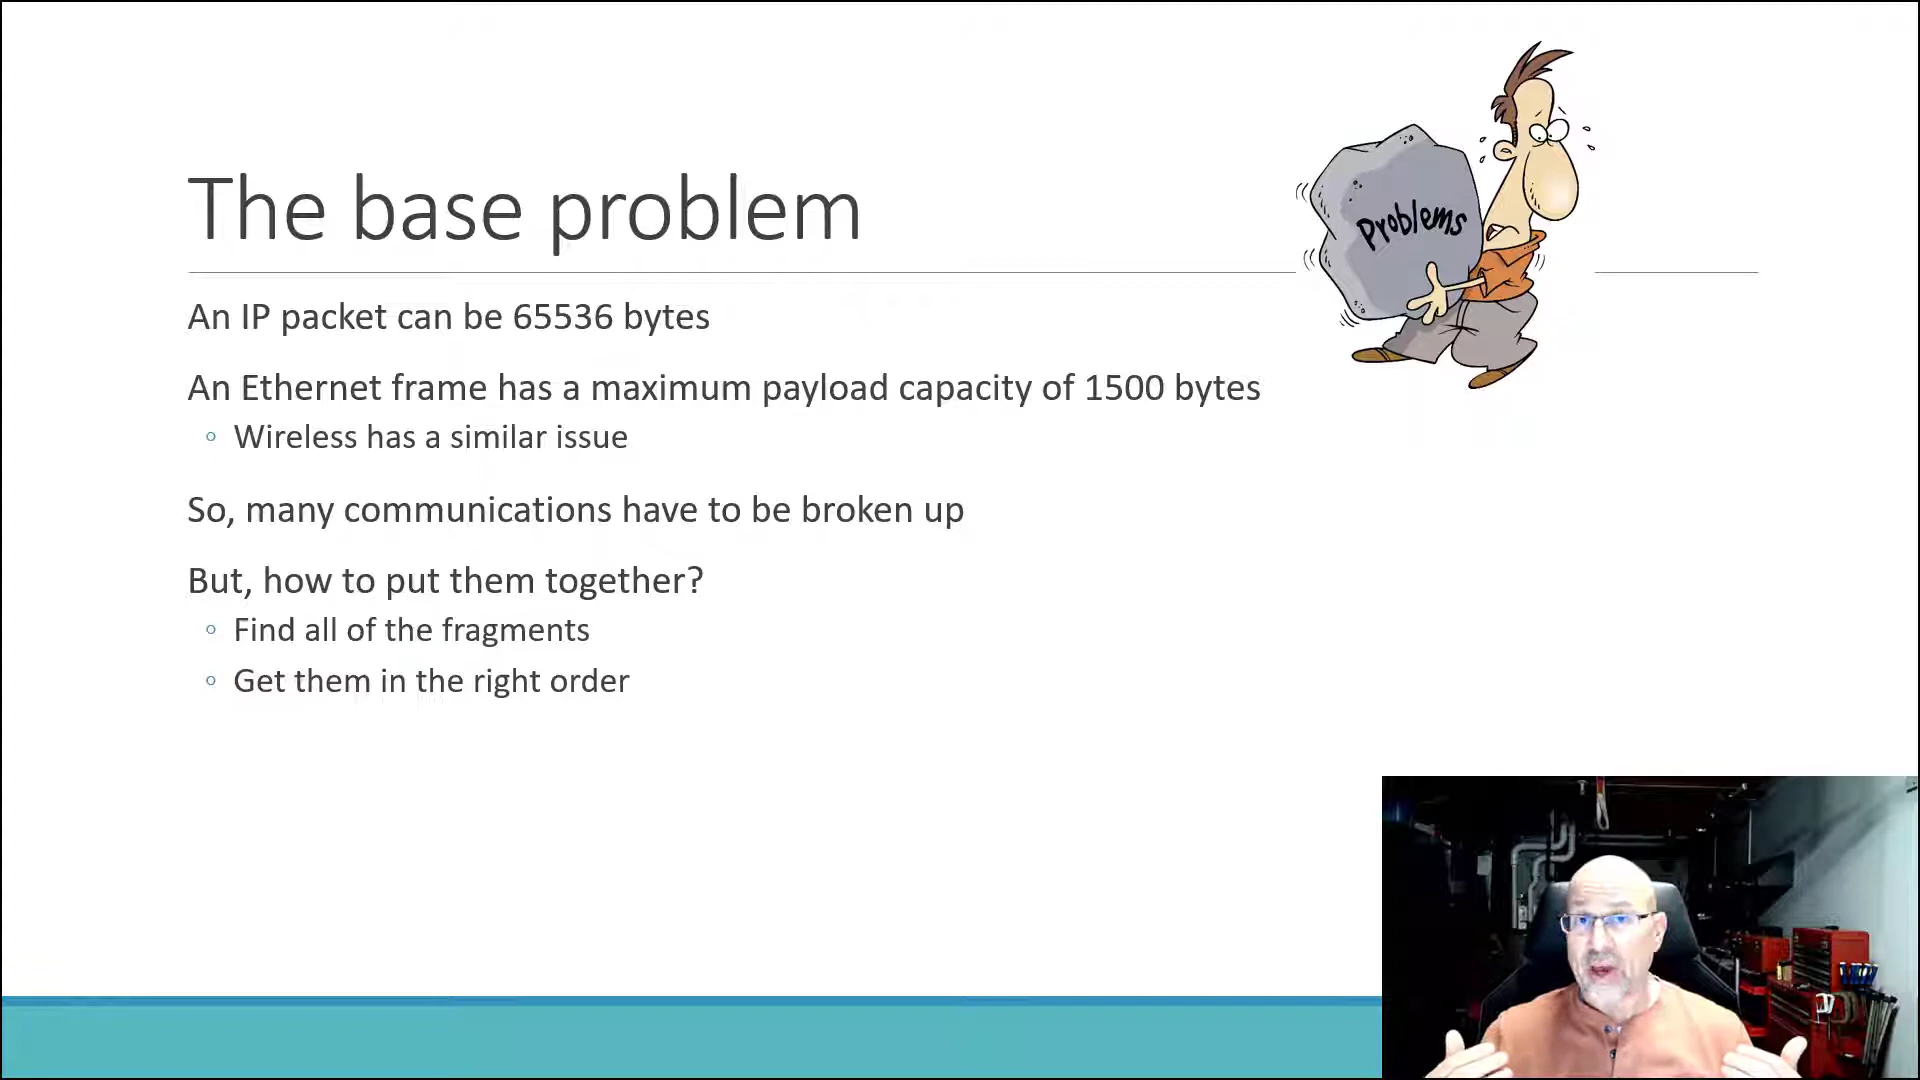 Problems
The base problem
An IP packet can be 65536 bytes
An Ethernet frame has a maximum payload capacity of 1500 bytes
◦ Wireless has a similar issue
So, many communications have to be broken up
But, how to put them together?
◦ Find all of the fragments
◦ Get them in the right order